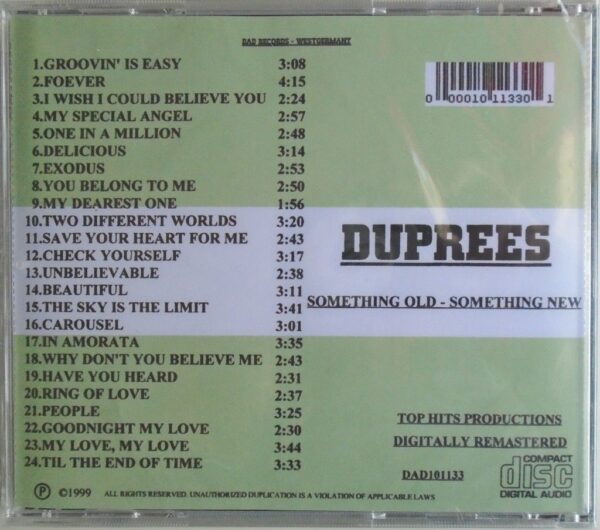 DAD RECORDS - WESTGERMANY
1.GROOVIN' IS EASY 3:08
2.FOEVER 4:15
3.I WISH I COULD BELIEVE YOU 2:24
4.MY SPECIAL ANGEL 2:57
5.ONE IN A MILLION 2:48
6.DELICIOUS 3:14
7.EXODUS 2:53
8.YOU BELONG TO ME 2:50
9.MY DEAREST ONE 1:56
10.TWO DIFFERENT WORLDS 3:20
11.SAVE YOUR HEART FOR ME 2:43
12.CHECK YOURSELF 3:17
13.UNBELIEVABLE 2:38
14.BEAUTIFUL 3:11
15.THE SKY IS THE LIMIT 3:41
16.CAROUSEL 3:01
17.IN AMORATA 3:35
18.WHY DON'T YOU BELIEVE ME 2:43
19.HAVE YOU HEARD 2:31
20.RING OF LOVE 2:37
21.PEOPLE 3:25
22.GOODNIGHT MY LOVE 2:30
23.MY LOVE, MY LOVE 3:44
24.TIL THE END OF TIME 3:33
0 00010 11330 1
DUPREES
SOMETHING OLD - SOMETHING NEW
TOP HITS PRODUCTIONS
DIGITALLY REMASTERED
DAD101133
COMPACT
disc
DIGITAL AUDIO
Ⓟ ©1999 ALL RIGHTS RESERVED. UNAUTHORIZED DUPLICATION IS A VIOLATION OF APPLICABLE LAWS